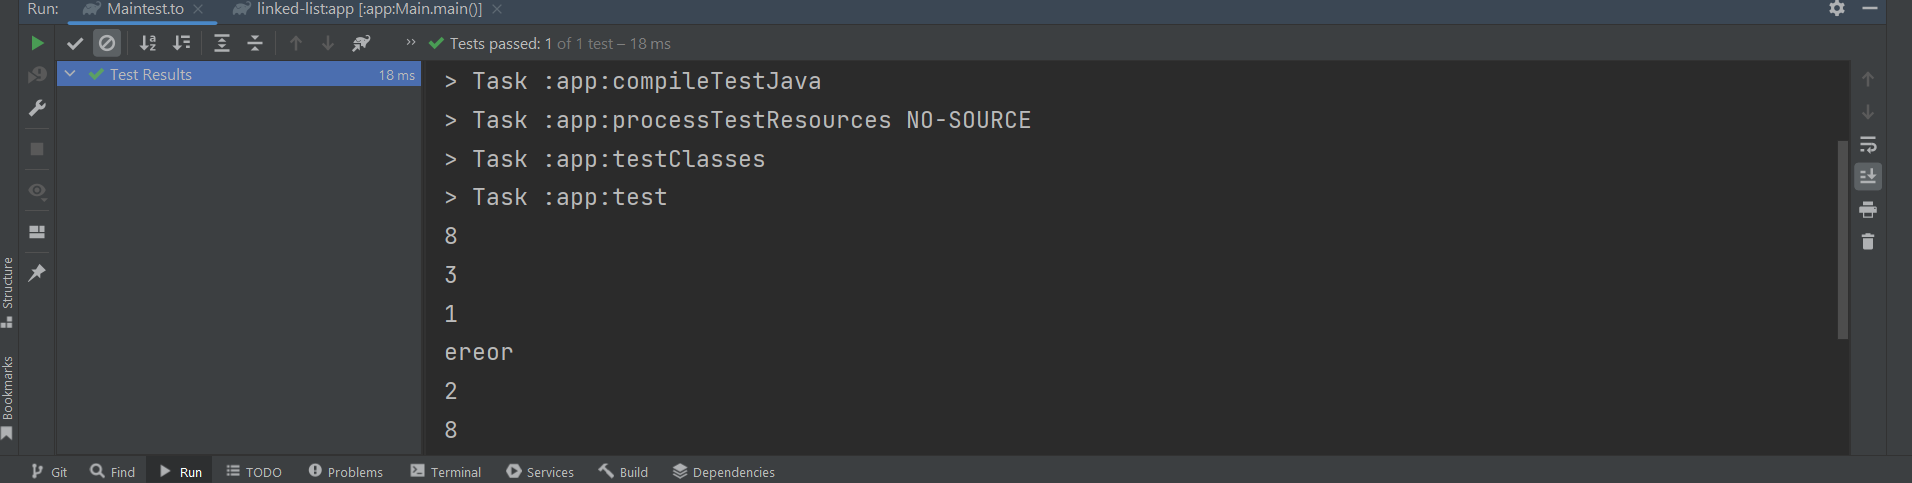 Run: Maintest.to linked-list:app [:app:Main.main()]
Tests passed: 1 of 1 test – 18 ms
Test Results 18 ms
> Task :app:compileTestJava
> Task :app:processTestResources NO-SOURCE
> Task :app:testClasses
> Task :app:test
8
3
1
ereor
2
8
Structure
Bookmarks
Git Find Run TODO Problems Terminal Services Build Dependencies